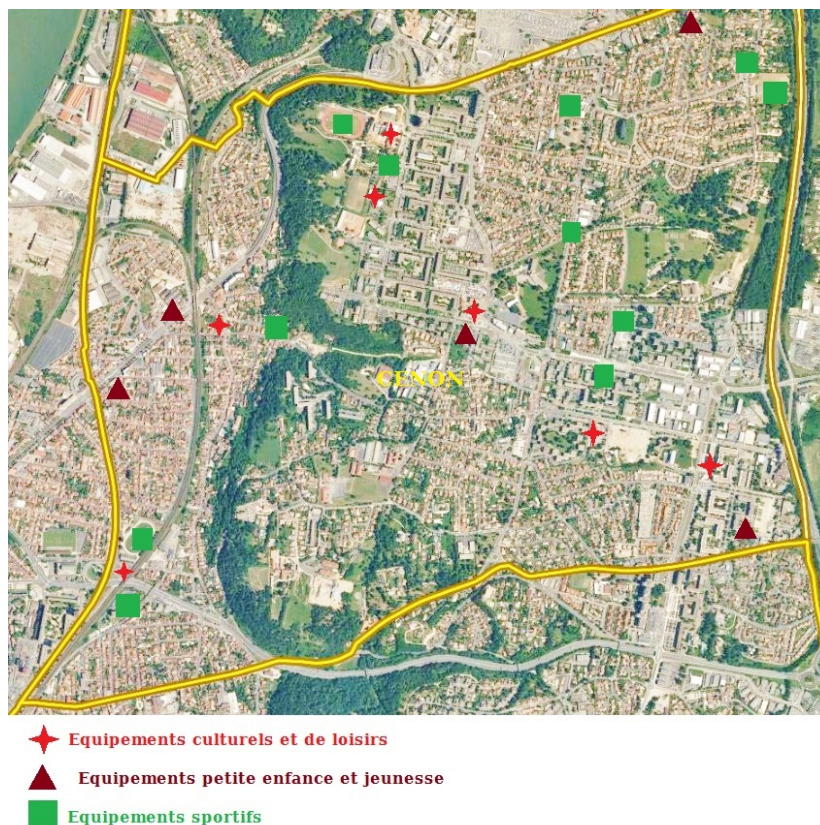 CENON
Equipements culturels et de loisirs
Equipements petite enfance et jeunesse
Equipements sportifs